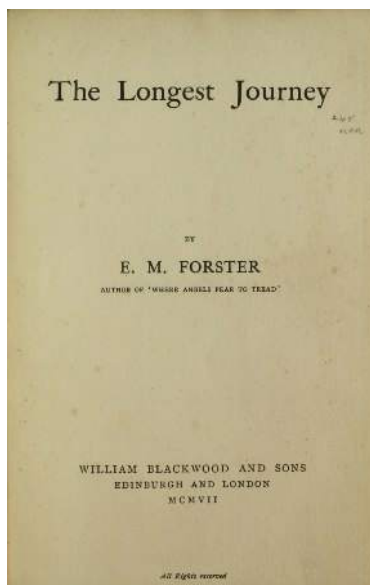 The Longest Journey
BY
E. M. FORSTER
AUTHOR OF "WHERE ANGELS FEAR TO TREAD"
WILLIAM BLACKWOOD AND SONS
EDINBURGH AND LONDON
MCMVII
All Rights reserved